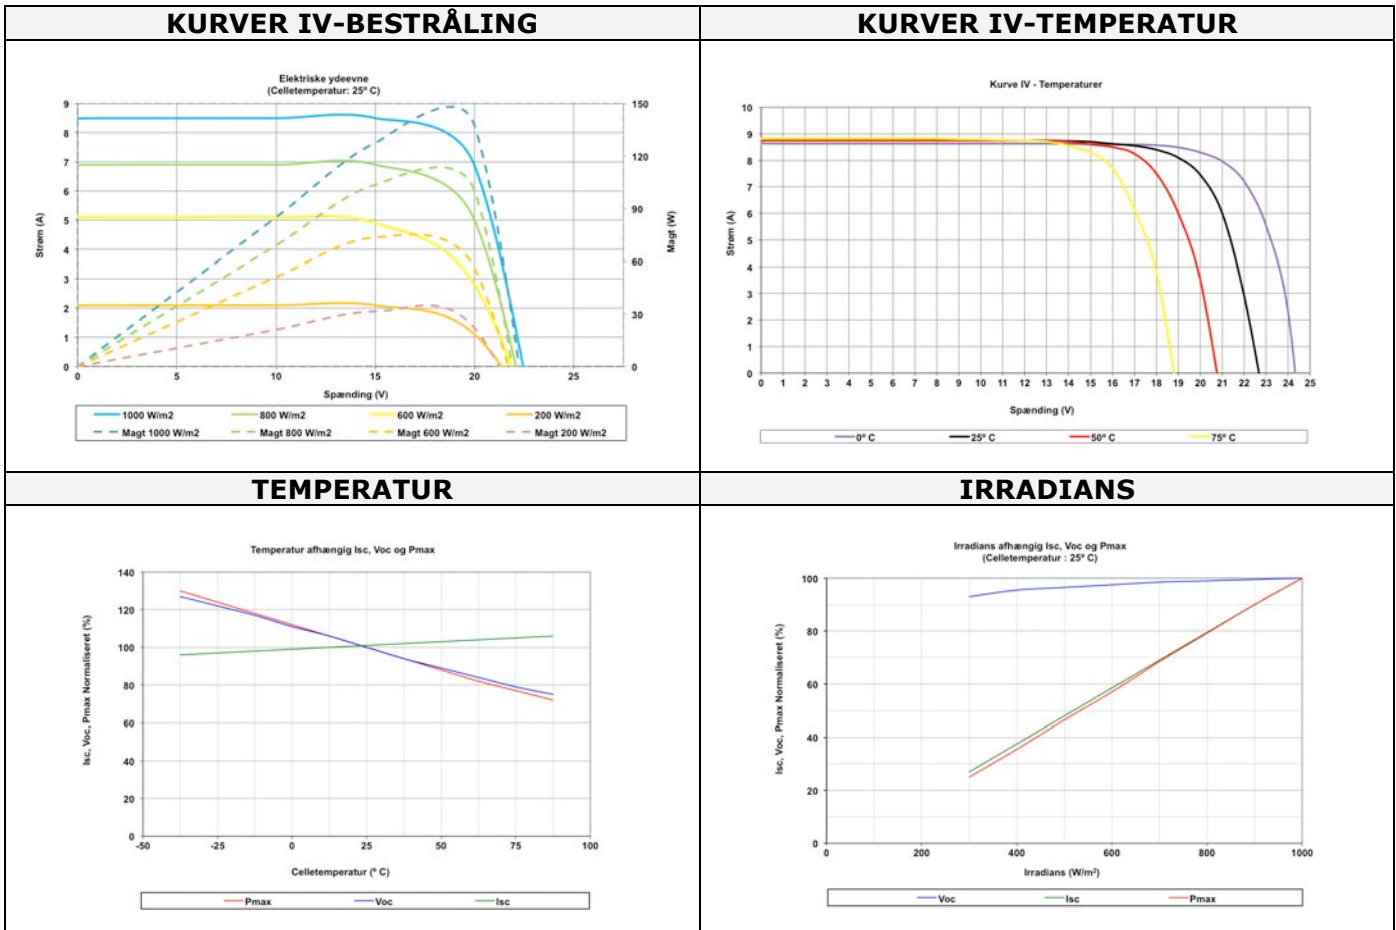 KURVER IV-BESTRÅLING
KURVER IV-TEMPERATUR
Elektriske ydeevne
(Celletemperatur: 25º C)
9
8
7
6
5
4
3
2
1
0
Strøm (A)
150
120
90
60
30
0
Magt (W)
0 5 10 15 20 25
Spænding (V)
1000 W/m2 800 W/m2 600 W/m2 200 W/m2
Magt 1000 W/m2 Magt 800 W/m2 Magt 600 W/m2 Magt 200 W/m2
Kurve IV - Temperaturer
10
9
8
7
6
5
4
3
2
1
0
Strøm (A)
0 1 2 3 4 5 6 7 8 9 10 11 12 13 14 15 16 17 18 19 20 21 22 23 24 25
Spænding (V)
0º C 25º C 50º C 75º C
TEMPERATUR
IRRADIANS
Temperatur afhængig Isc, Voc og Pmax
140
120
100
80
60
40
20
0
Isc, Voc, Pmax Normaliseret (%)
-50 -25 0 25 50 75 100
Celletemperatur (º C)
Pmax Voc Isc
Irradians afhængig Isc, Voc og Pmax
(Celletemperatur : 25º C)
100
80
60
40
20
0
Isc, Voc, Pmax Normaliseret (%)
0 200 400 600 800 1000
Irradians (W/m²)
Voc Isc Pmax